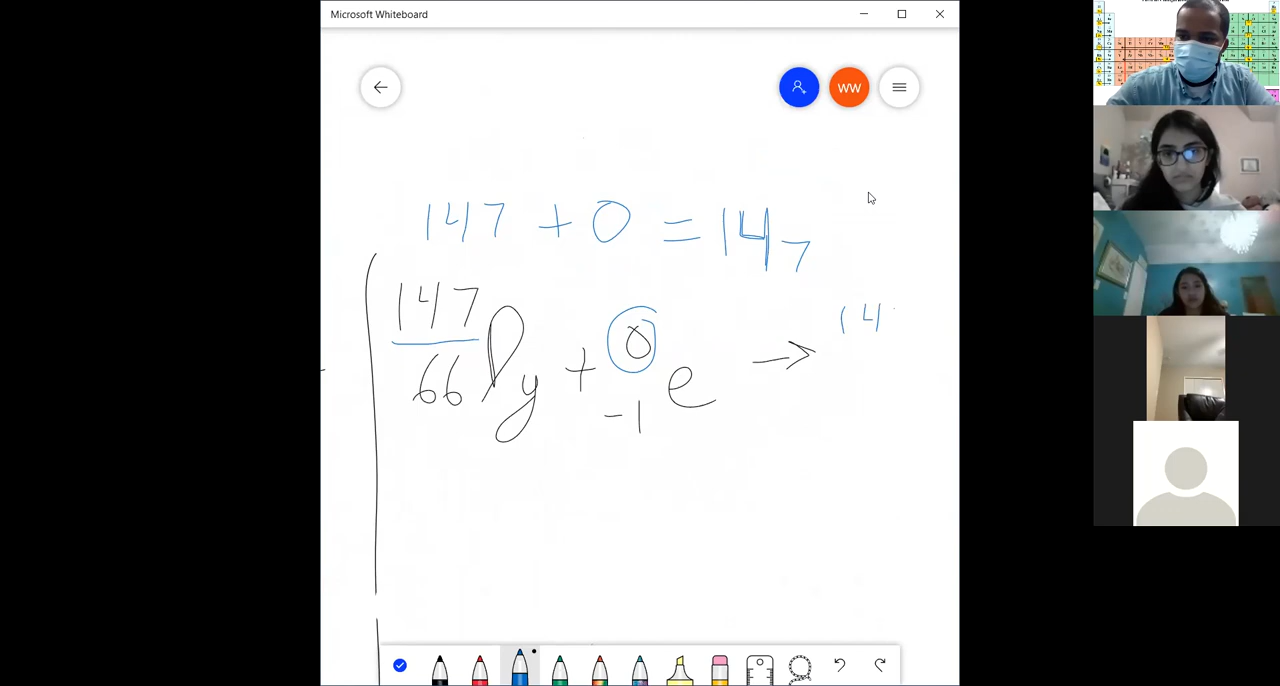 Microsoft Whiteboard
WW
147 + 0 = 147
147 0 14
66 Dy + -1 e →